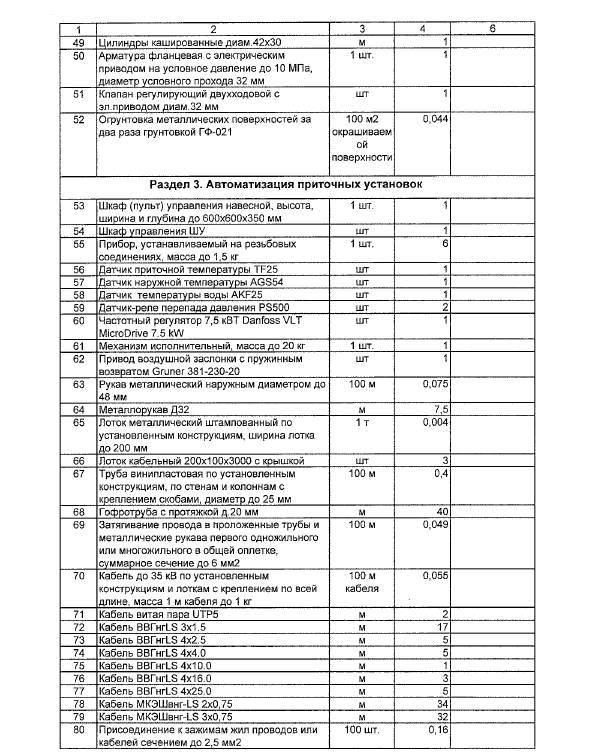 1 2 3 4 6
49 Цилиндры кашированные диам.42х30 м 1
50 Арматура фланцевая с электрическим 1 шт. 1
приводом на условное давление до 10 МПа,
диаметр условного прохода 32 мм
51 Клапан регулирующий двухходовой с шт 1
эл.приводом диам.32 мм
52 Огрунтовка металлических поверхностей за 100 м2 0,044
два раза грунтовкой ГФ-021 окрашиваем
ой
поверхности
Раздел 3. Автоматизация приточных установок
53 Шкаф (пульт) управления навесной, высота, 1 шт. 1
ширина и глубина до 600х600х350 мм
54 Шкаф управления ШУ шт 1
55 Прибор, устанавливаемый на резьбовых 1 шт. 6
соединениях, масса до 1,5 кг
56 Датчик приточной температуры TF25 шт 1
57 Датчик наружной температуры AGS54 шт 1
58 Датчик температуры воды AKF25 шт 1
59 Датчик-реле перепада давления PS500 шт 2
60 Частотный регулятор 7,5 кВТ Danfoss VLT шт 1
MicroDrive 7.5 kW
61 Механизм исполнительный, масса до 20 кг 1 шт. 1
62 Привод воздушной заслонки с пружинным шт 1
возвратом Gruner 381-230-20
63 Рукав металлический наружным диаметром до 100 м 0,075
48 мм
64 Металлорукав Д32 м 7,5
65 Лоток металлический штампованный по 1 т 0,004
установленным конструкциям, ширина лотка
до 200 мм
66 Лоток кабельный 200х100х3000 с крышкой шт 3
67 Труба винипластовая по установленным 100 м 0,4
конструкциям, по стенам и колоннам с
креплением скобами, диаметр до 25 мм
68 Гофротруба с протяжкой д.20 мм м 40
69 Затягивание провода в проложенные трубы и 100 м 0,049
металлические рукава первого одножильного
или многожильного в общей оплетке,
суммарное сечение до 6 мм2
70 Кабель до 35 кВ по установленным 100 м 0,055
конструкциям и лоткам с креплением по всей кабеля
длине, масса 1 м кабеля до 1 кг
71 Кабель витая пара UTP5 м 2
72 Кабель ВВГнгLS 3х1.5 м 17
73 Кабель ВВГнгLS 4х2.5 м 5
74 Кабель ВВГнгLS 4х4.0 м 5
75 Кабель ВВГнгLS 4х10.0 м 1
76 Кабель ВВГнгLS 4х16.0 м 3
77 Кабель ВВГнгLS 4х25.0 м 5
78 Кабель МКЭШвнг-LS 2х0,75 м 34
79 Кабель МКЭШвнг-LS 3х0,75 м 32
80 Присоединение к зажимам жил проводов или 100 шт. 0,16
кабелей сечением до 2,5 мм2